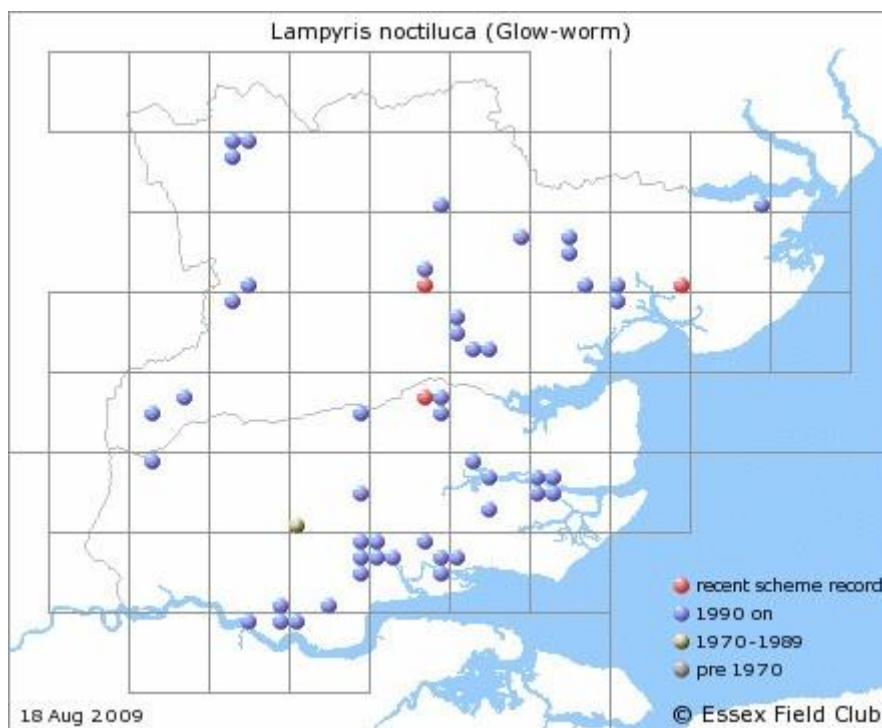 Lampyris noctiluca (Glow-worm)
recent scheme record
1990 on
1970-1989
pre 1970
18 Aug 2009
© Essex Field Club